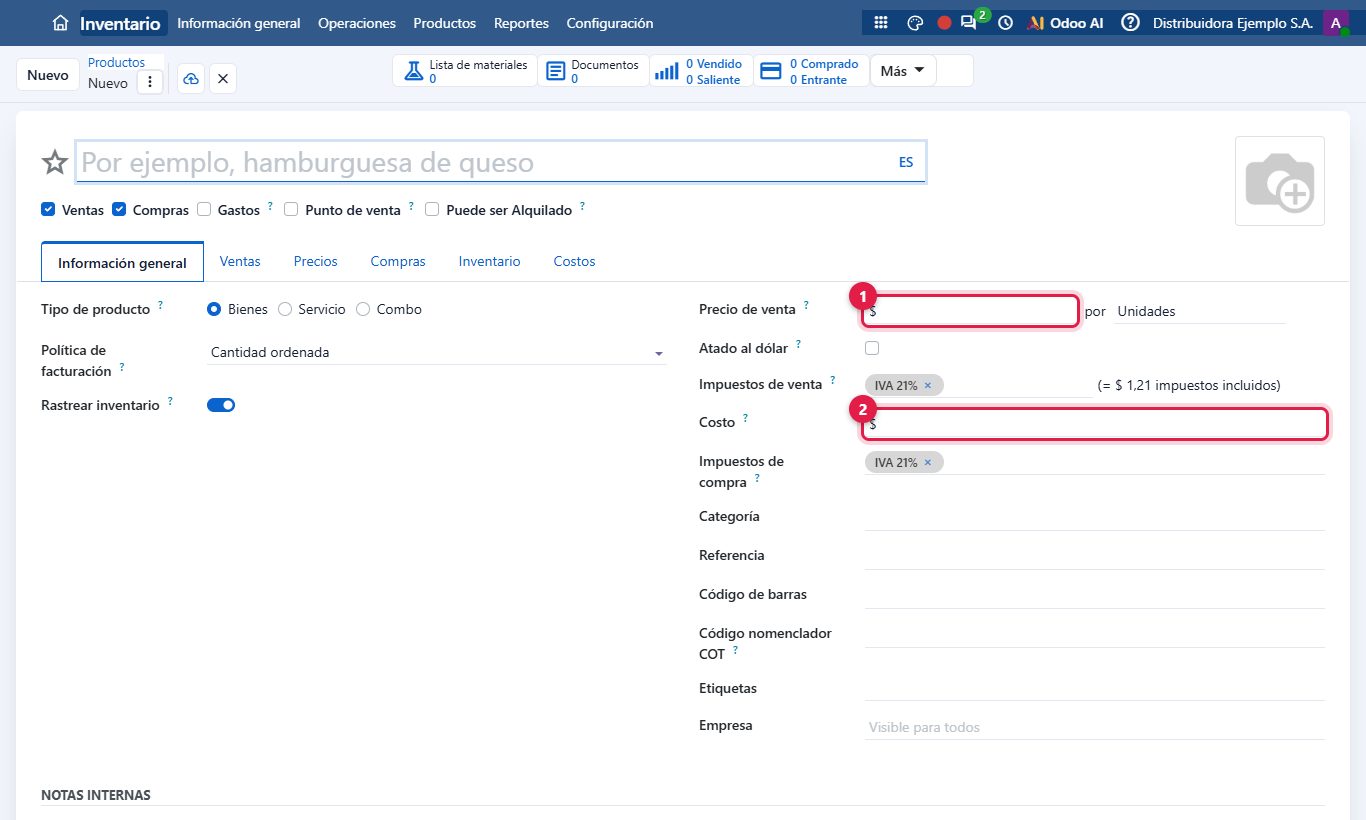 Inventario Información general Operaciones Productos Reportes Configuración 2 Odoo AI Distribuidora Ejemplo S.A. A
Nuevo Productos
Nuevo
Lista de materiales
0
Documentos
0
0 Vendido
0 Saliente
0 Comprado
0 Entrante
Más
Por ejemplo, hamburguesa de queso ES
Ventas Compras Gastos ? Punto de venta ? Puede ser Alquilado ?
Información general Ventas Precios Compras Inventario Costos
Tipo de producto ? Bienes Servicio Combo
Política de
facturación ? Cantidad ordenada
Rastrear inventario ?
1
Precio de venta ? $ por Unidades
Atado al dólar ?
Impuestos de venta ? IVA 21% × (= $ 1,21 impuestos incluidos)
2
Costo ? $
Impuestos de
compra ? IVA 21% ×
Categoría
Referencia
Código de barras
Código nomenclador
COT ?
Etiquetas
Empresa Visible para todos
NOTAS INTERNAS